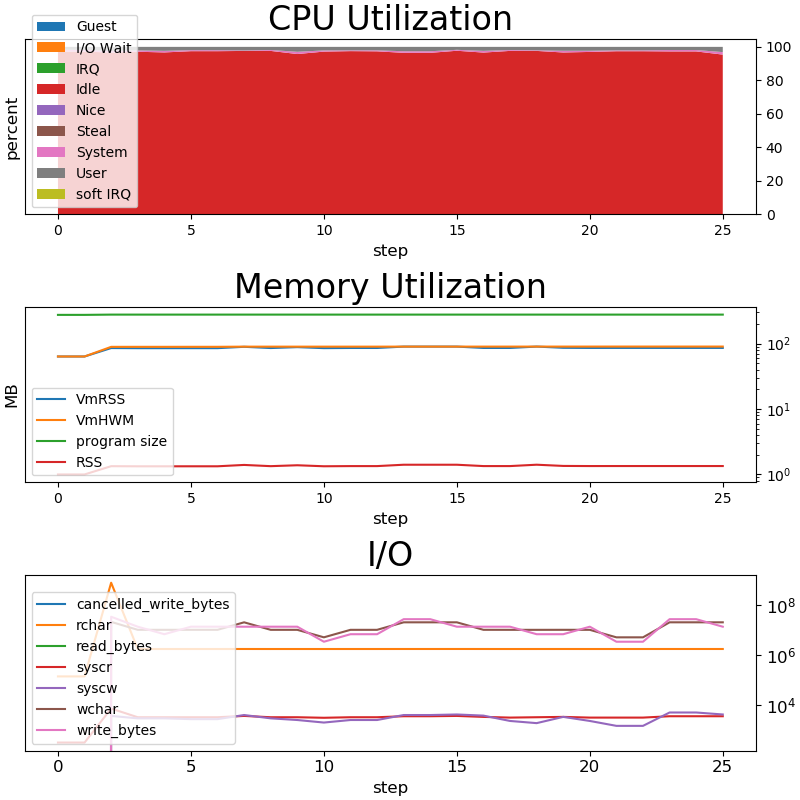 CPU Utilization
Guest
I/O Wait
IRQ
Idle
Nice
Steal
System
User
soft IRQ
percent
100
80
60
40
20
0
0 5 10 15 20 25
step
Memory Utilization
VmRSS
VmHWM
program size
RSS
MB
10²
10¹
10⁰
0 5 10 15 20 25
step
I/O
cancelled_write_bytes
rchar
read_bytes
syscr
syscw
wchar
write_bytes
10⁸
10⁶
10⁴
0 5 10 15 20 25
step